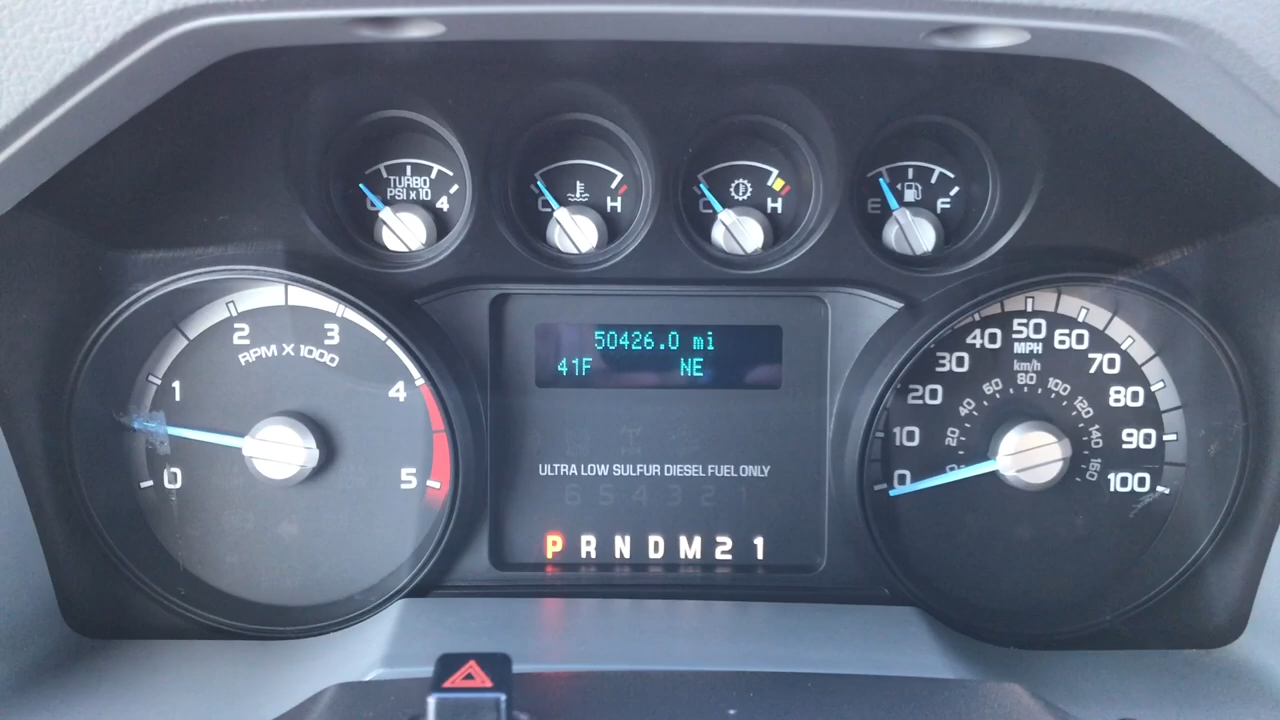 TURBO
PSI x 10
0 4
C H
C H
E F
0 1 2 3 4 5
RPM X 1000
50426.0 mi
41F NE
ULTRA LOW SULFUR DIESEL FUEL ONLY
6 5 4 3 2 1
P R N D M 2 1
0 10 20 30 40 50 60 70 80 90 100
MPH
km/h
0 20 40 60 80 100 120 140 160